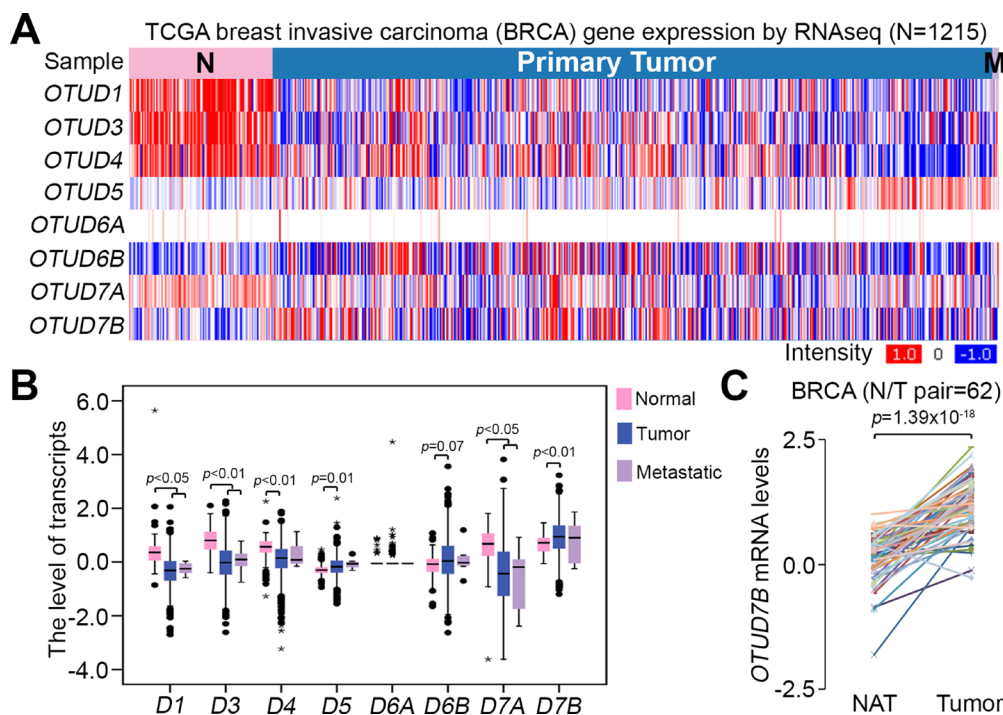 A
TCGA breast invasive carcinoma (BRCA) gene expression by RNAseq (N=1215)
Sample N Primary Tumor M
OTUD1
OTUD3
OTUD4
OTUD5
OTUD6A
OTUD6B
OTUD7A
OTUD7B
Intensity 1.0 0 -1.0
B
The level of transcripts
6.0
4.0
2.0
0.0
-2.0
-4.0
p<0.05
p<0.01
p<0.01
p=0.01
p=0.07
p<0.05
p<0.01
D1 D3 D4 D5 D6A D6B D7A D7B
Normal
Tumor
Metastatic
C
BRCA (N/T pair=62)
p=1.39x10-18
OTUD7B mRNA levels
2.5
0.0
-2.5
NAT Tumor